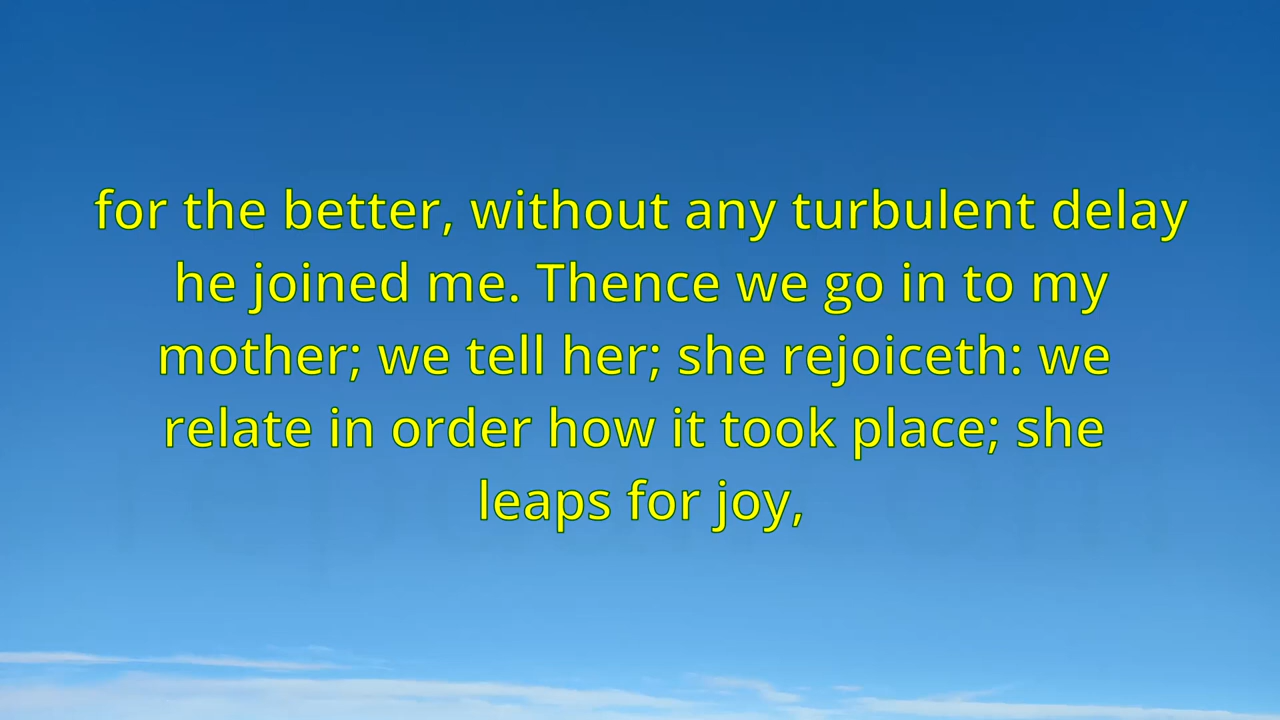 for the better, without any turbulent delay
he joined me. Thence we go in to my
mother; we tell her; she rejoiceth: we
relate in order how it took place; she
leaps for joy,